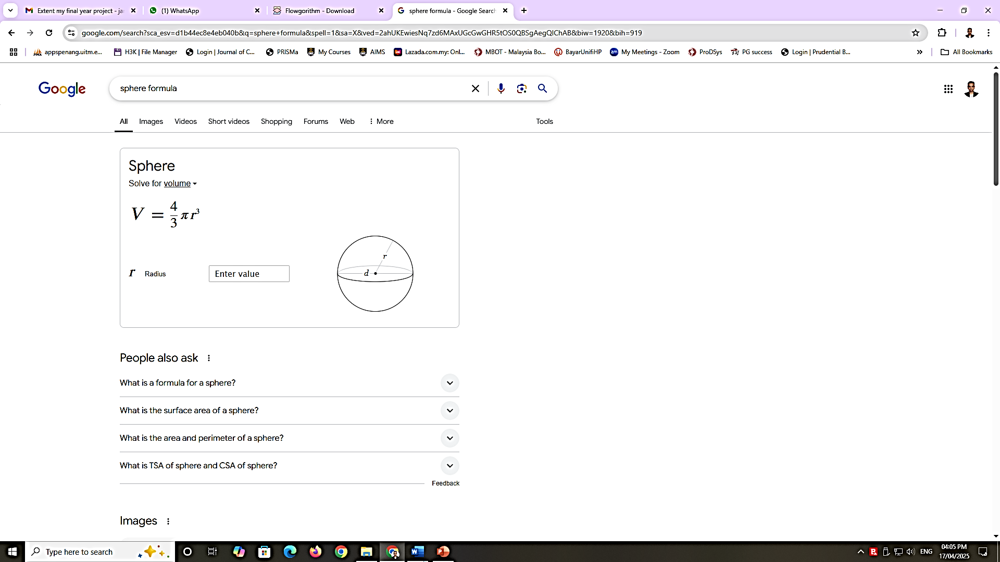 Extent my final year project - ja
(1) WhatsApp
Flowgorithm - Download
sphere formula - Google Search
google.com/search?sca_esv=d1b44ec8e4eb040b&q=sphere+formula&spell=1&sa=X&ved=2ahUKEwiesNq7zd6MAxUGcGwGHR5tOS0QBSgAegQIChAB&biw=1920&bih=919
appspenang.uitm.e...
H3K | File Manager
Login | Journal of C...
PRISMa
My Courses
AIMS
Lazada.com.my: Onl...
MBOT - Malaysia Bo...
BayarUnifiHP
My Meetings - Zoom
ProDSys
PG success
Login | Prudential B...
All Bookmarks
Google
sphere formula
All Images Videos Short videos Shopping Forums Web More Tools
Sphere
Solve for volume
V = 4/3 π r³
r Radius
Enter value
r
d
People also ask
What is a formula for a sphere?
What is the surface area of a sphere?
What is the area and perimeter of a sphere?
What is TSA of sphere and CSA of sphere?
Feedback
Images
Type here to search
ENG
04:05 PM
17/04/2025